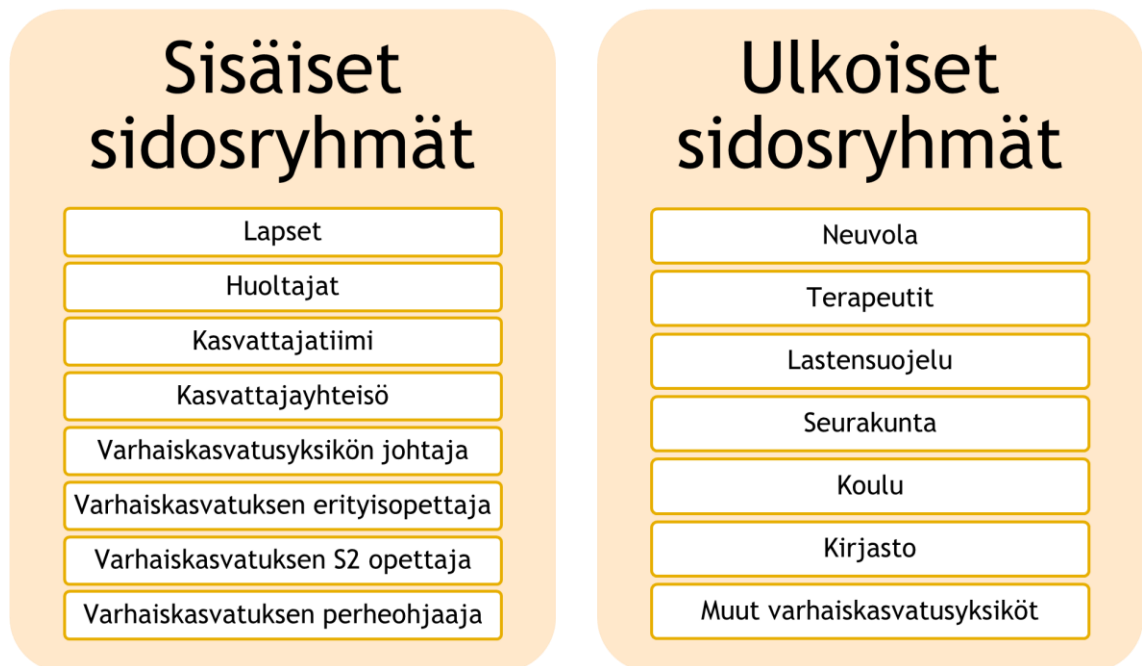 Sisäiset
sidosryhmät
Lapset
Huoltajat
Kasvattajatiimi
Kasvattajayhteisö
Varhaiskasvatusyksikön johtaja
Varhaiskasvatuksen erityisopettaja
Varhaiskasvatuksen S2 opettaja
Varhaiskasvatuksen perheohjaaja
Ulkoiset
sidosryhmät
Neuvola
Terapeutit
Lastensuojelu
Seurakunta
Koulu
Kirjasto
Muut varhaiskasvatusyksiköt